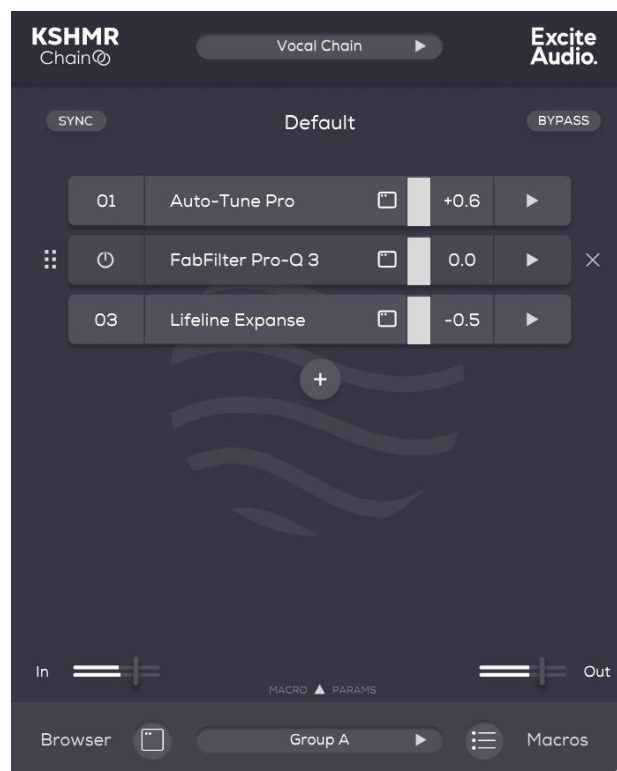 KSHMR
Chain
Vocal Chain
Excite
Audio.
SYNC
Default
BYPASS
01 Auto-Tune Pro +0.6
FabFilter Pro-Q 3 0.0
03 Lifeline Expanse -0.5
+
In
Out
MACRO PARAMS
Browser
Group A
Macros